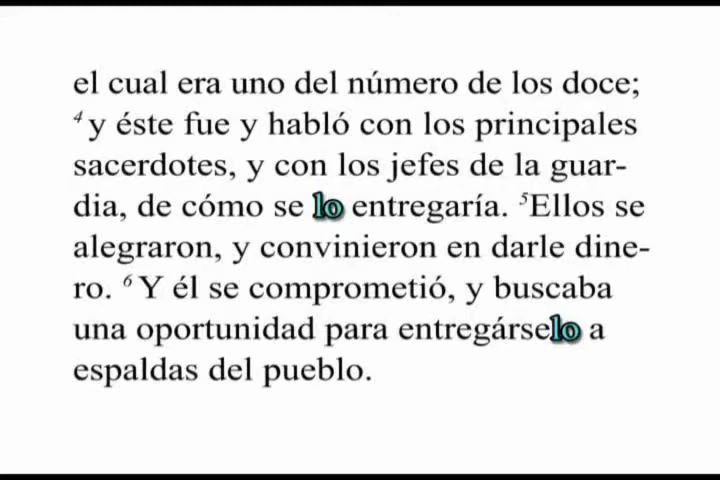 el cual era uno del número de los doce;
⁴y éste fue y habló con los principales
sacerdotes, y con los jefes de la guar-
dia, de cómo se lo entregaría. ⁵Ellos se
alegraron, y convinieron en darle dine-
ro. ⁶Y él se comprometió, y buscaba
una oportunidad para entregárselo a
espaldas del pueblo.